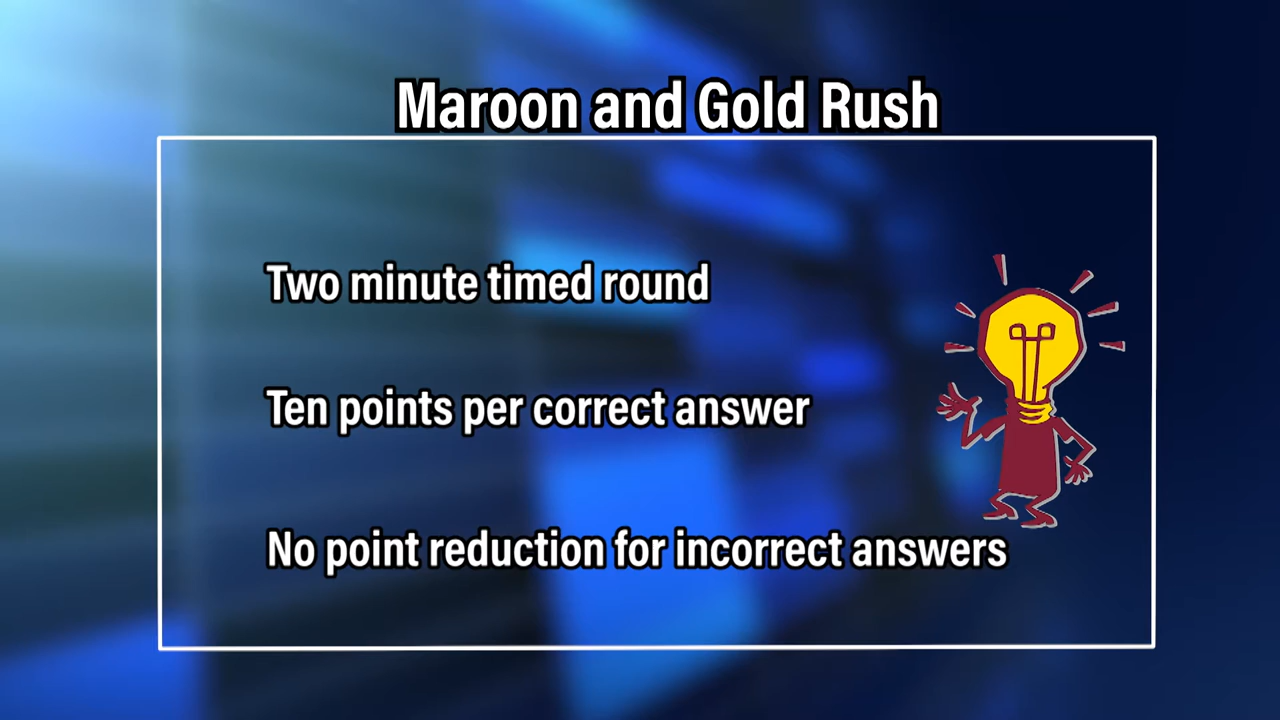 Maroon and Gold Rush
Two minute timed round
Ten points per correct answer
No point reduction for incorrect answers